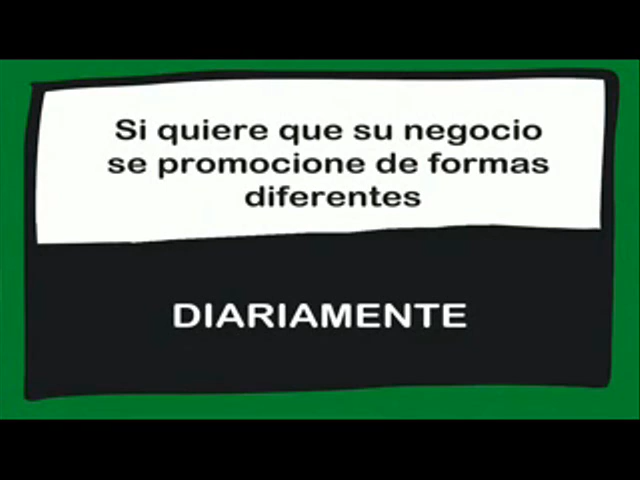 Si quiere que su negocio
se promocione de formas
diferentes
DIARIAMENTE